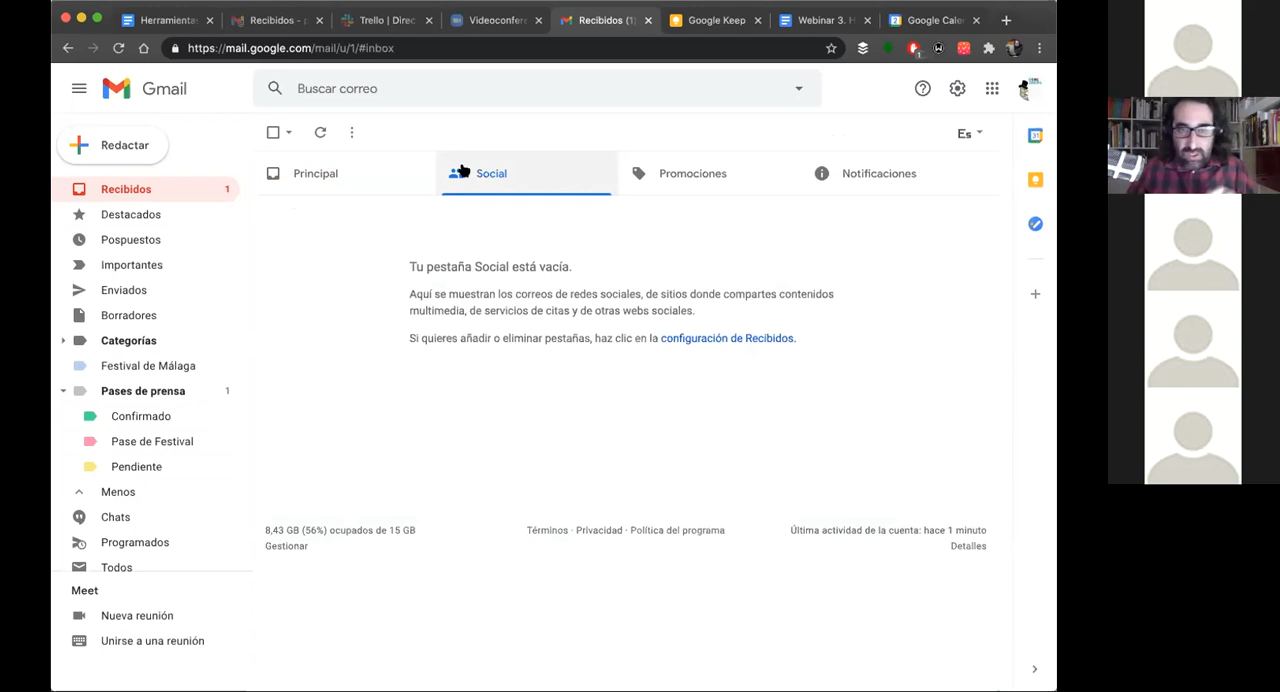 Herramientas
Recibidos - p
Trello | Direc
Videoconfere
Recibidos (1)
Google Keep
Webinar 3. H
Google Calen
https://mail.google.com/mail/u/1/#inbox
1
Gmail
Buscar correo
Redactar
Es
Principal
Social
Promociones
Notificaciones
Recibidos 1
Destacados
Pospuestos
Importantes
Enviados
Borradores
Categorías
Festival de Málaga
Pases de prensa 1
Confirmado
Pase de Festival
Pendiente
Menos
Chats
Programados
Todos
Meet
Nueva reunión
Unirse a una reunión
Tu pestaña Social está vacía.
Aquí se muestran los correos de redes sociales, de sitios donde compartes contenidos
multimedia, de servicios de citas y de otras webs sociales.
Si quieres añadir o eliminar pestañas, haz clic en la configuración de Recibidos.
8,43 GB (56%) ocupados de 15 GB
Gestionar
Términos · Privacidad · Política del programa
Última actividad de la cuenta: hace 1 minuto
Detalles
31